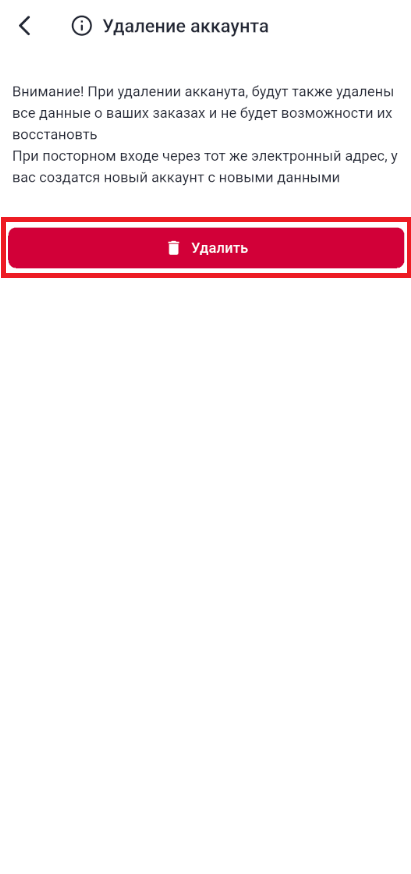 Удаление аккаунта
Внимание! При удалении акканута, будут также удалены
все данные о ваших заказах и не будет возможности их
восстановть
При посторном входе через тот же электронный адрес, у
вас создатся новый аккаунт с новыми данными
Удалить